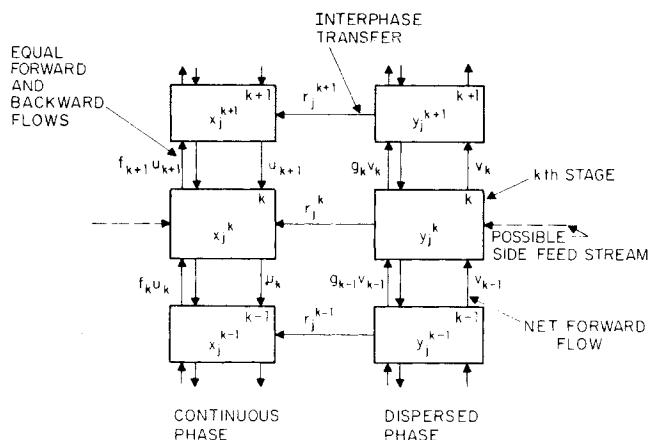 INTERPHASE
TRANSFER
EQUAL
FORWARD
AND
BACKWARD
FLOWS
k+1
x_j^{k+1}
r_j^{k+1}
k+1
y_j^{k+1}
f_{k+1} u_{k+1}
u_{k+1}
g_k v_k
v_k
k th STAGE
k
x_j^k
r_j^k
k
y_j^k
POSSIBLE
SIDE FEED STREAM
f_k u_k
u_k
g_{k-1} v_{k-1}
v_{k-1}
k-1
x_j^{k-1}
r_j^{k-1}
k-1
y_j^{k-1}
NET FORWARD
FLOW
CONTINUOUS
PHASE
DISPERSED
PHASE